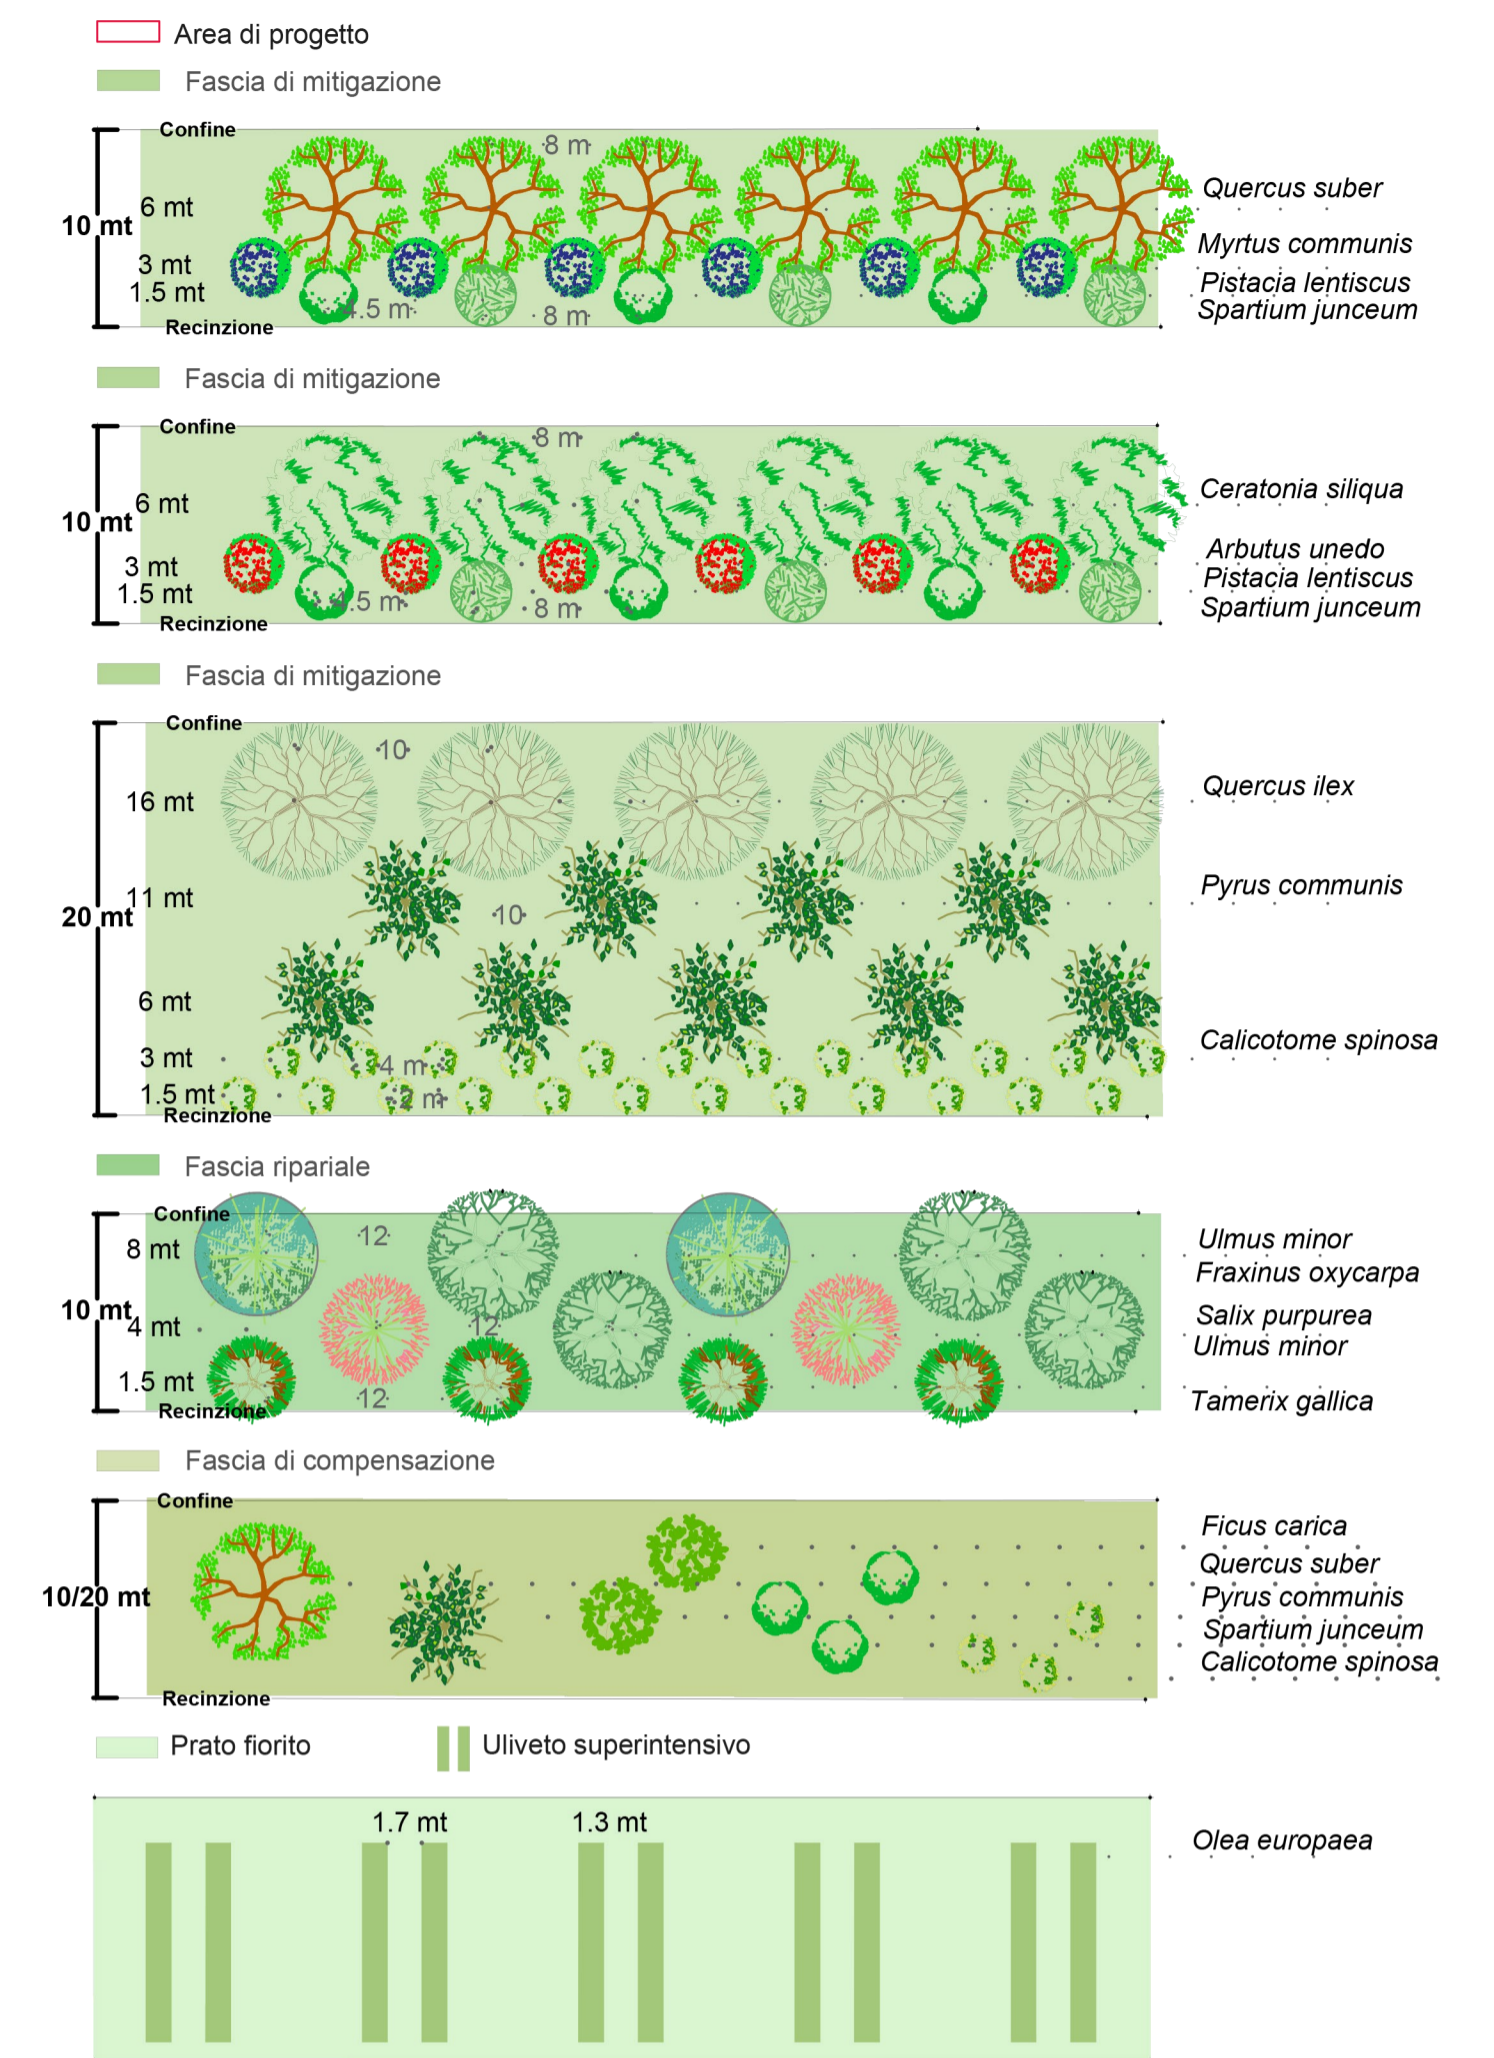 Area di progetto
Fascia di mitigazione
Confine
8 m
Quercus suber
6 mt
10 mt
Myrtus communis
3 mt
Pistacia lentiscus
1.5 mt
4.5 m
8 m
Spartium junceum
Recinzione
Fascia di mitigazione
Confine
8 m
Ceratonia siliqua
6 mt
10 mt
Arbutus unedo
3 mt
Pistacia lentiscus
1.5 mt
4.5 m
8 m
Spartium junceum
Recinzione
Fascia di mitigazione
Confine
10
Quercus ilex
16 mt
Pyrus communis
11 mt
20 mt
10
6 mt
Calicotome spinosa
3 mt
4 m
1.5 mt
2 m
Recinzione
Fascia ripariale
Confine
12
Ulmus minor
8 mt
Fraxinus oxycarpa
10 mt
Salix purpurea
4 mt
12
Ulmus minor
1.5 mt
12
Tamerix gallica
Recinzione
Fascia di compensazione
Confine
Ficus carica
Quercus suber
10/20 mt
Pyrus communis
Spartium junceum
Calicotome spinosa
Recinzione
Prato fiorito
Uliveto superintensivo
1.7 mt
1.3 mt
Olea europaea